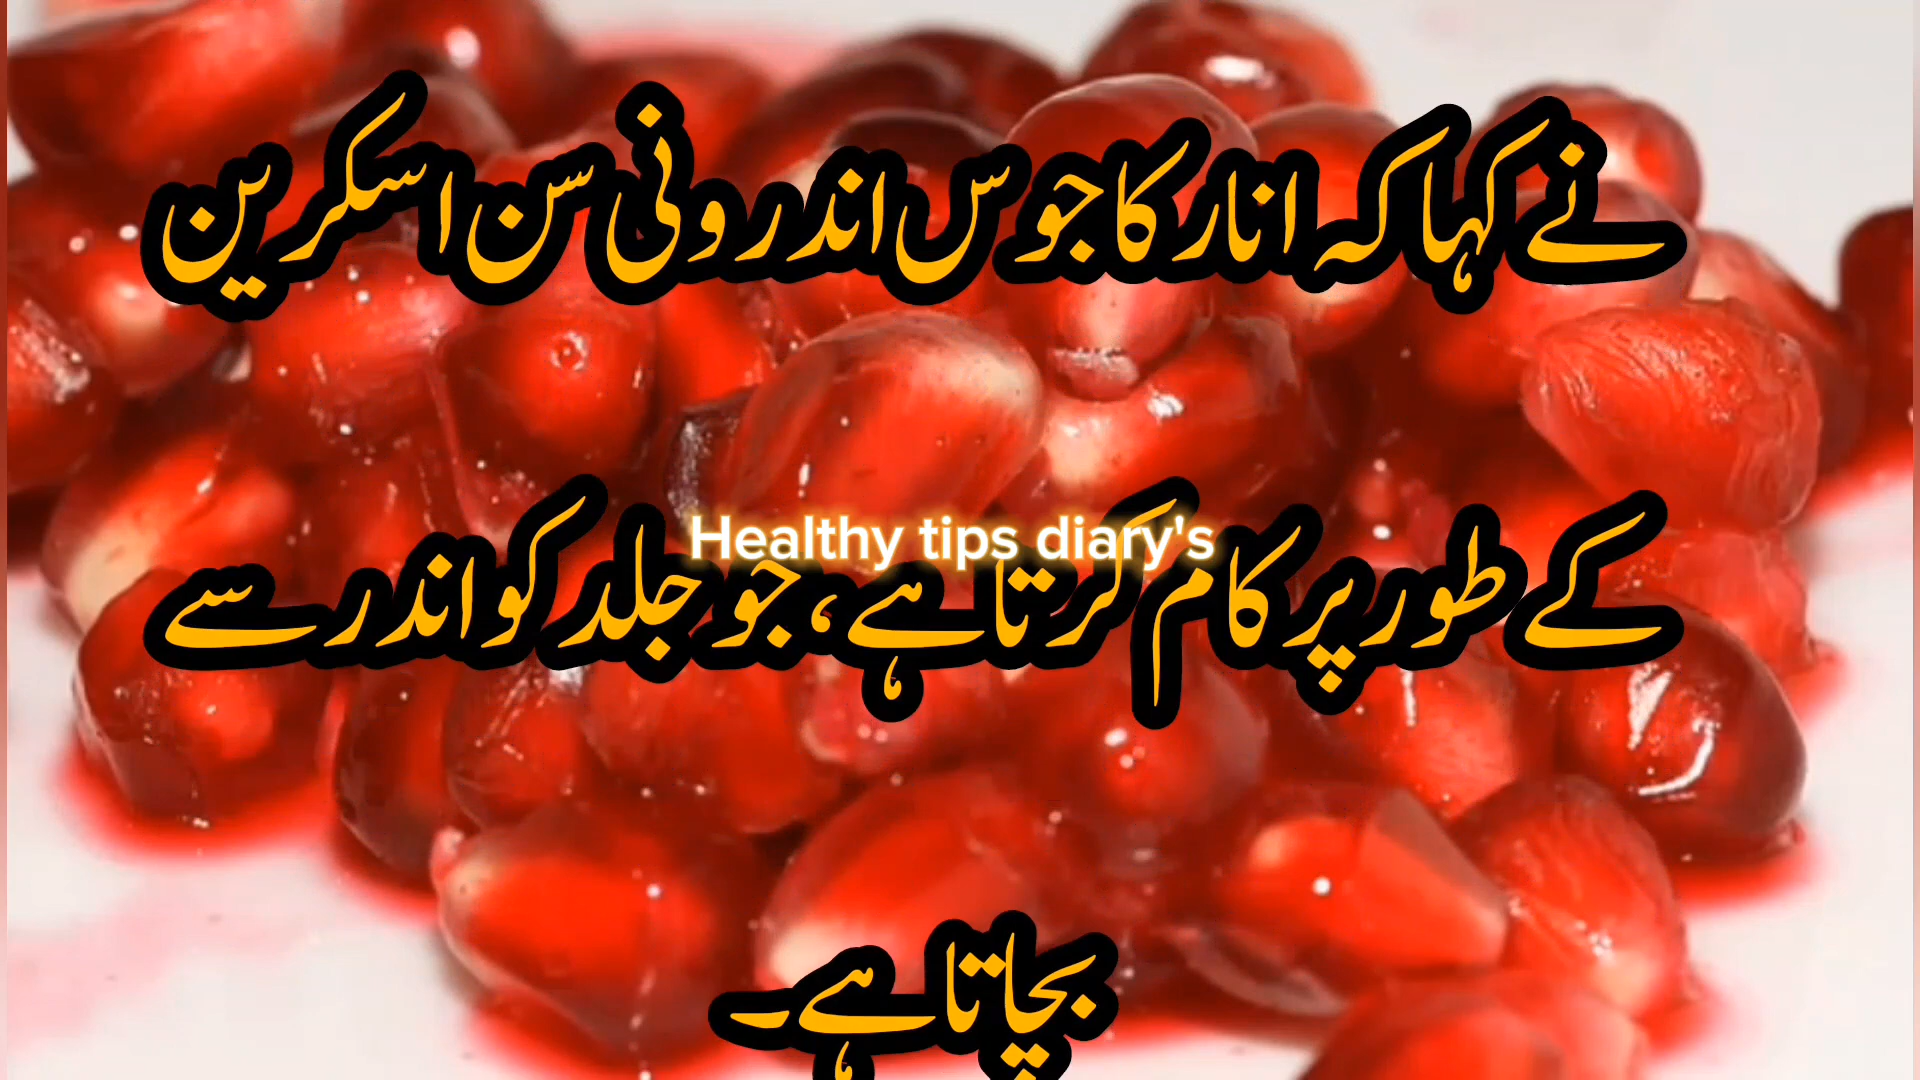 نے کہا کہ انار کا جوس اندرونی سن اسکرین
کے طور پر کام کرتا ہے، جو جلد کو اندر سے
Healthy tips diary's
بچاتا ہے۔